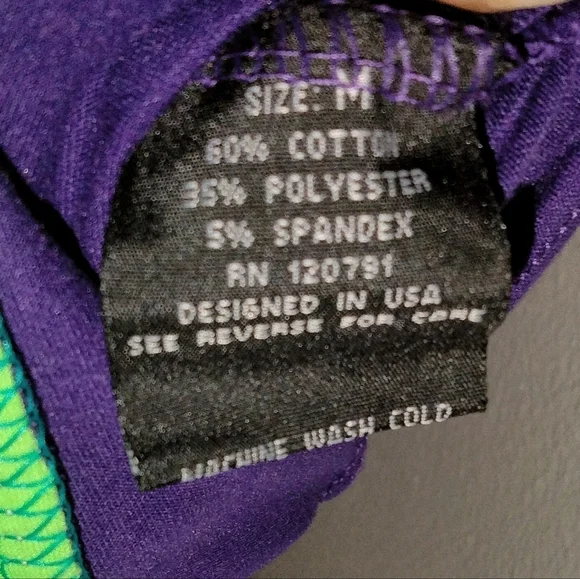 SIZE: M
60% COTTON
35% POLYESTER
5% SPANDEX
RN 120791
DESIGNED IN USA
SEE REVERSE FOR CARE
MACHINE WASH COLD